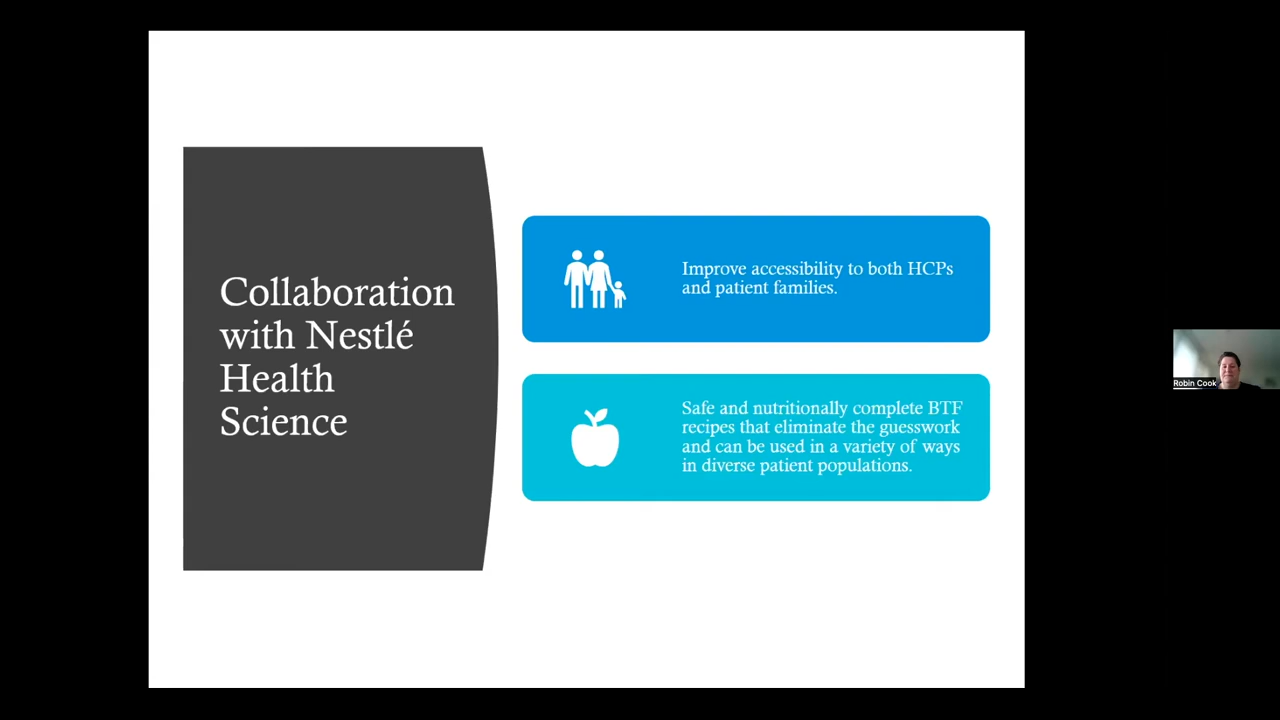 Collaboration
with Nestlé
Health
Science
Improve accessibility to both HCPs
and patient families.
Safe and nutritionally complete BTF
recipes that eliminate the guesswork
and can be used in a variety of ways
in diverse patient populations.
Robin Cook